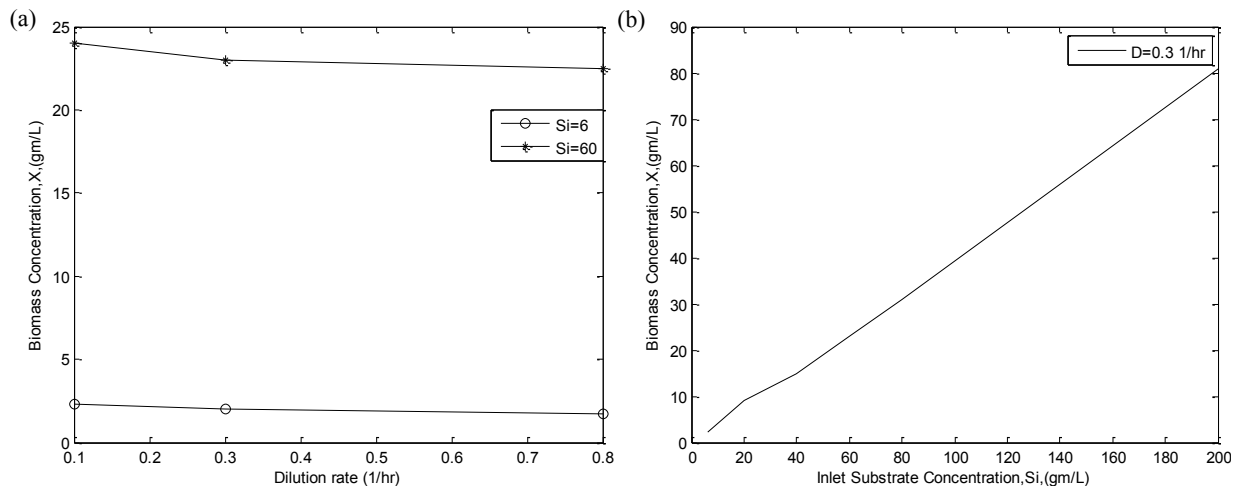 (a)
25
20
15
10
5
0
Biomass Concentration,X,(gm/L)
Si=6
Si=60
0.1 0.2 0.3 0.4 0.5 0.6 0.7 0.8
Dilution rate (1/hr)
(b)
90
80
70
60
50
40
30
20
10
0
Biomass Concentration,X,(gm/L)
D=0.3 1/hr
0 20 40 60 80 100 120 140 160 180 200
Inlet Substrate Concentration,Si,(gm/L)